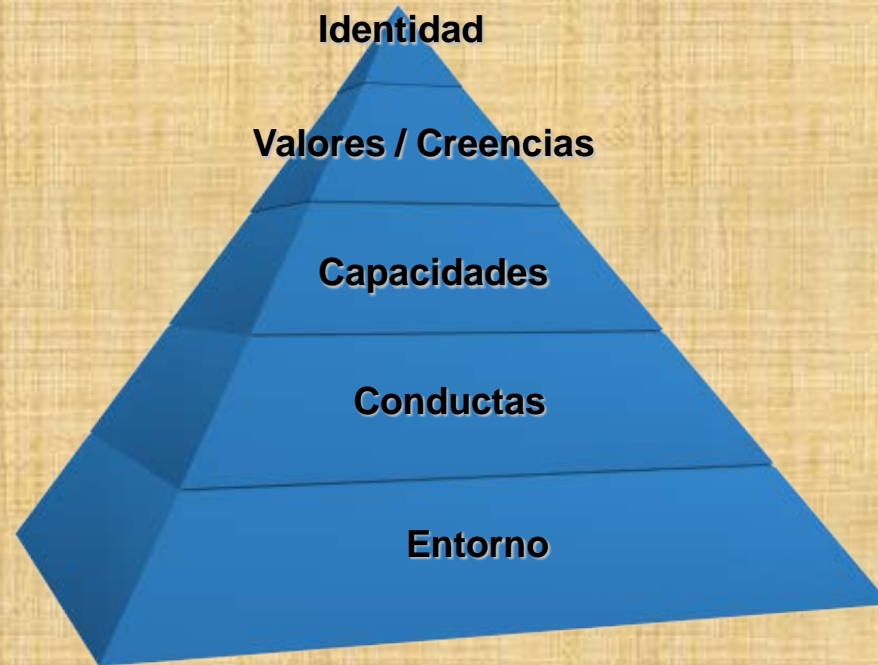 Identidad
Valores / Creencias
Capacidades
Conductas
Entorno